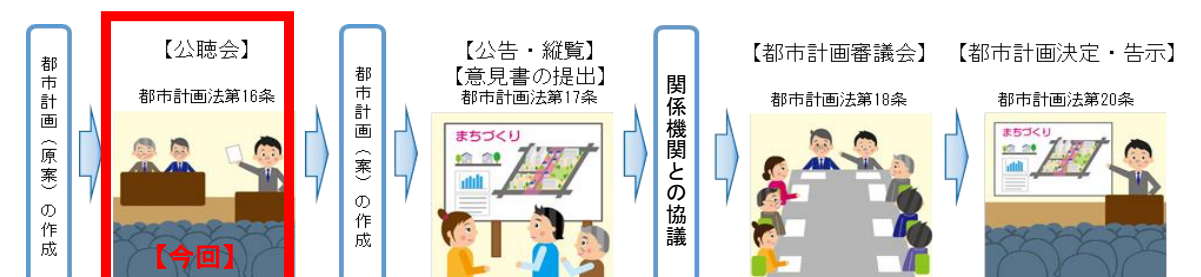 都市計画（原案）の作成
【公聴会】
都市計画法第16条
【今回】
都市計画（案）の作成
【公告・縦覧】
【意見書の提出】
都市計画法第17条
まちづくり
関係機関との協議
【都市計画審議会】
都市計画法第18条
【都市計画決定・告示】
都市計画法第20条
まちづくり